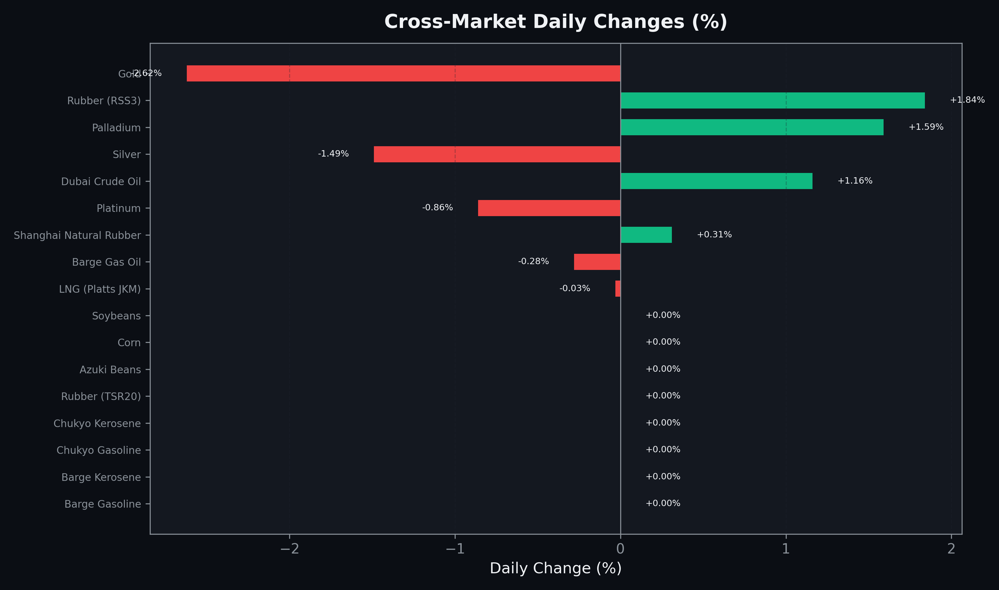 Cross-Market Daily Changes (%)
Gold -2.62%
Rubber (RSS3) +1.84%
Palladium +1.59%
Silver -1.49%
Dubai Crude Oil +1.16%
Platinum -0.86%
Shanghai Natural Rubber +0.31%
Barge Gas Oil -0.28%
LNG (Platts JKM) -0.03%
Soybeans +0.00%
Corn +0.00%
Azuki Beans +0.00%
Rubber (TSR20) +0.00%
Chukyo Kerosene +0.00%
Chukyo Gasoline +0.00%
Barge Kerosene +0.00%
Barge Gasoline +0.00%
−2 −1 0 1 2
Daily Change (%)